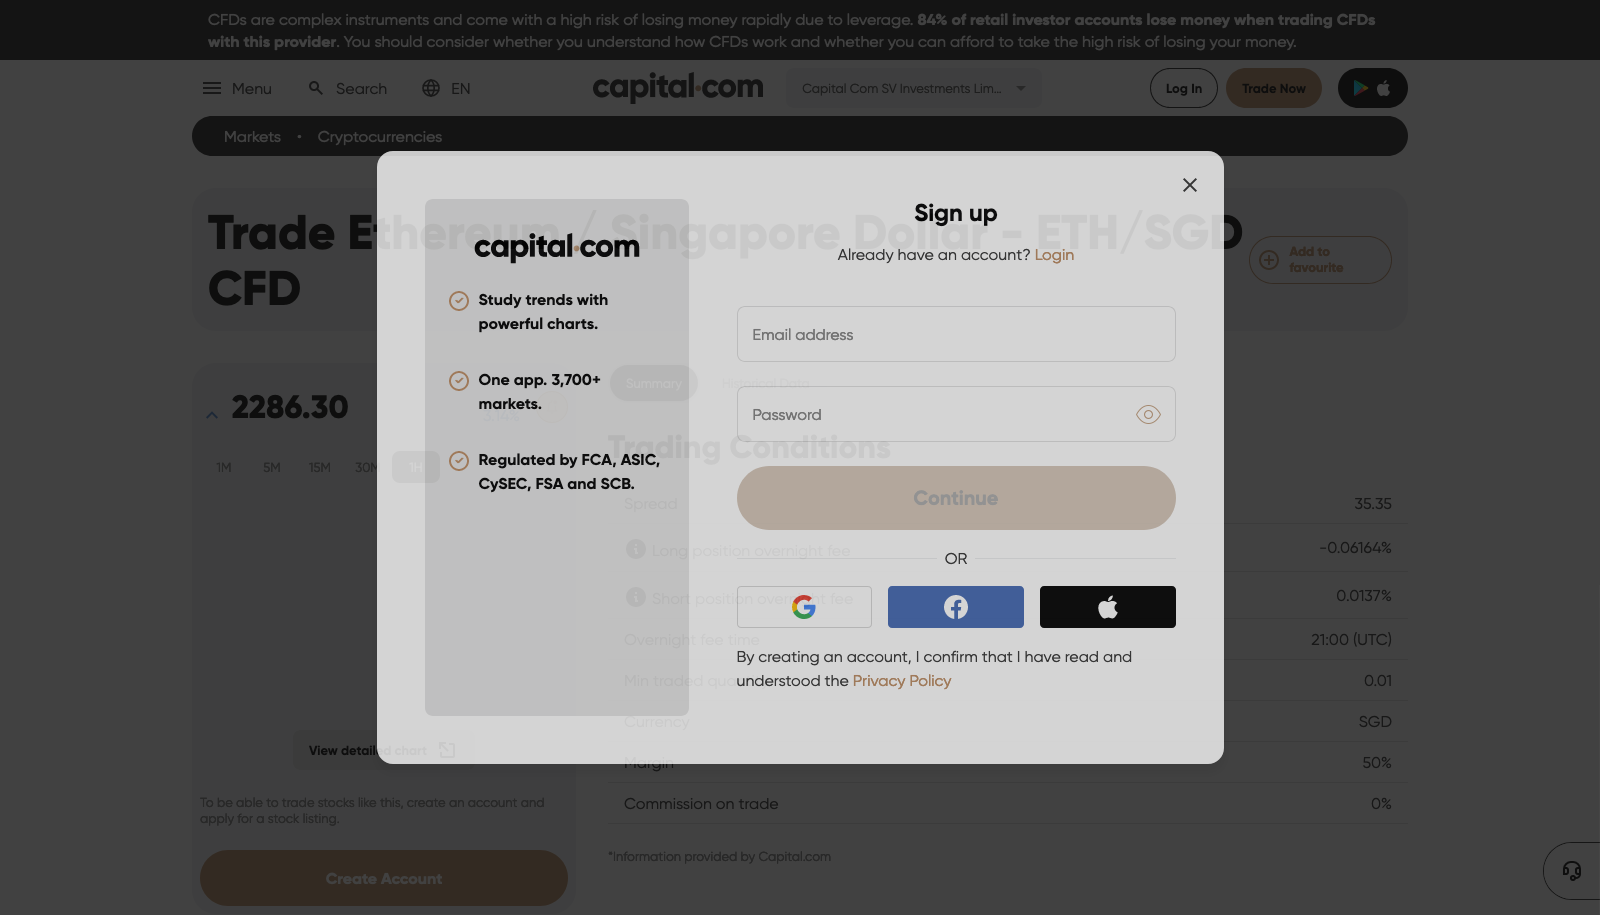 CFDs are complex instruments and come with a high risk of losing money rapidly due to leverage. 84% of retail investor accounts lose money when trading CFDs
with this provider. You should consider whether you understand how CFDs work and whether you can afford to take the high risk of losing your money.
Menu
Search
EN
capital.com
Capital Com SV Investments Lim...
Log In
Trade Now
Markets • Cryptocurrencies
Trade Ethereum / Singapore Dollar - ETH/SGD
CFD
Add to
favourite
2286.30
1M 5M 15M 30M 1H
View detailed chart
To be able to trade stocks like this, create an account and
apply for a stock listing.
Create Account
Summary
Historical Data
Trading Conditions
Spread 35.35
Long position overnight fee -0.06164%
Short position overnight fee 0.0137%
Overnight fee time 21:00 (UTC)
Min traded 0.01
Currency SGD
Margin 50%
Commission on trade 0%
*Information provided by Capital.com
capital.com
Study trends with
powerful charts.
One app. 3,700+
markets.
Regulated by FCA, ASIC,
CySEC, FSA and SCB.
Sign up
Already have an account? Login
Email address
Password
Continue
OR
By creating an account, I confirm that I have read and
understood the Privacy Policy